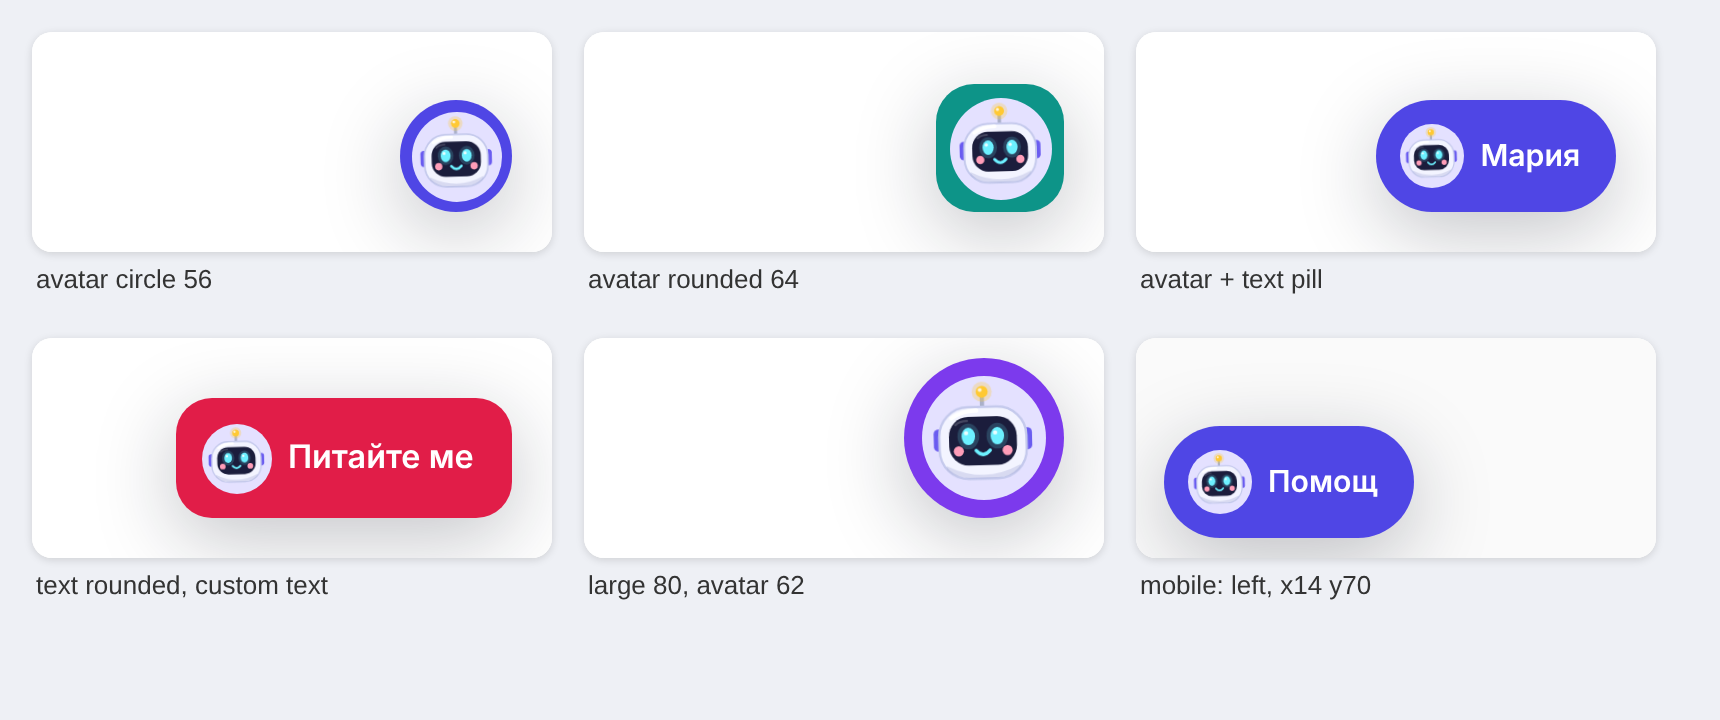 avatar circle 56
avatar rounded 64
Мария
avatar + text pill
Питайте ме
text rounded, custom text
large 80, avatar 62
Помощ
mobile: left, x14 y70